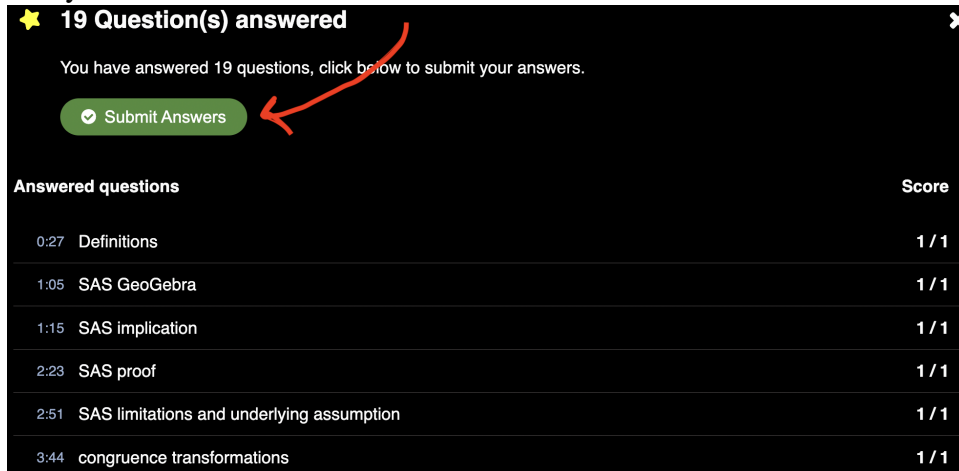 19 Question(s) answered
You have answered 19 questions, click below to submit your answers.
Submit Answers
Answered questions Score
0:27 Definitions 1 / 1
1:05 SAS GeoGebra 1 / 1
1:15 SAS implication 1 / 1
2:23 SAS proof 1 / 1
2:51 SAS limitations and underlying assumption 1 / 1
3:44 congruence transformations 1 / 1